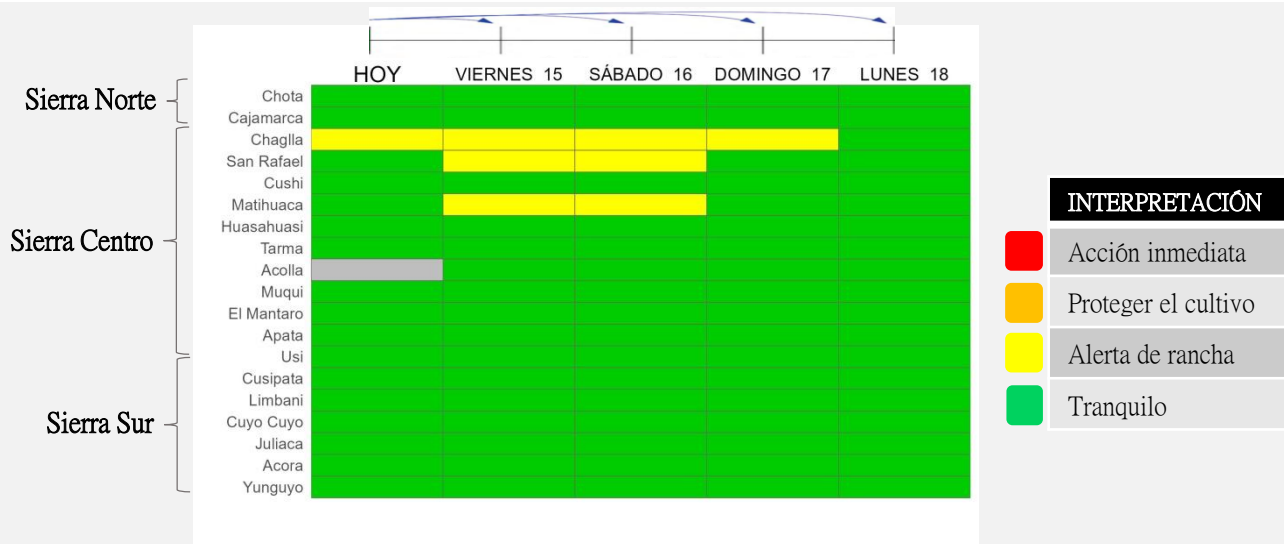 HOY VIERNES 15 SÁBADO 16 DOMINGO 17 LUNES 18
Sierra Norte
Chota
Cajamarca
Chaglla
San Rafael
Cushi
Matihuaca
Huasahuasi
Sierra Centro
Tarma
Acolla
Muqui
El Mantaro
Apata
Usi
Cusipata
Limbani
Sierra Sur
Cuyo Cuyo
Juliaca
Acora
Yunguyo
INTERPRETACIÓN
Acción inmediata
Proteger el cultivo
Alerta de rancha
Tranquilo